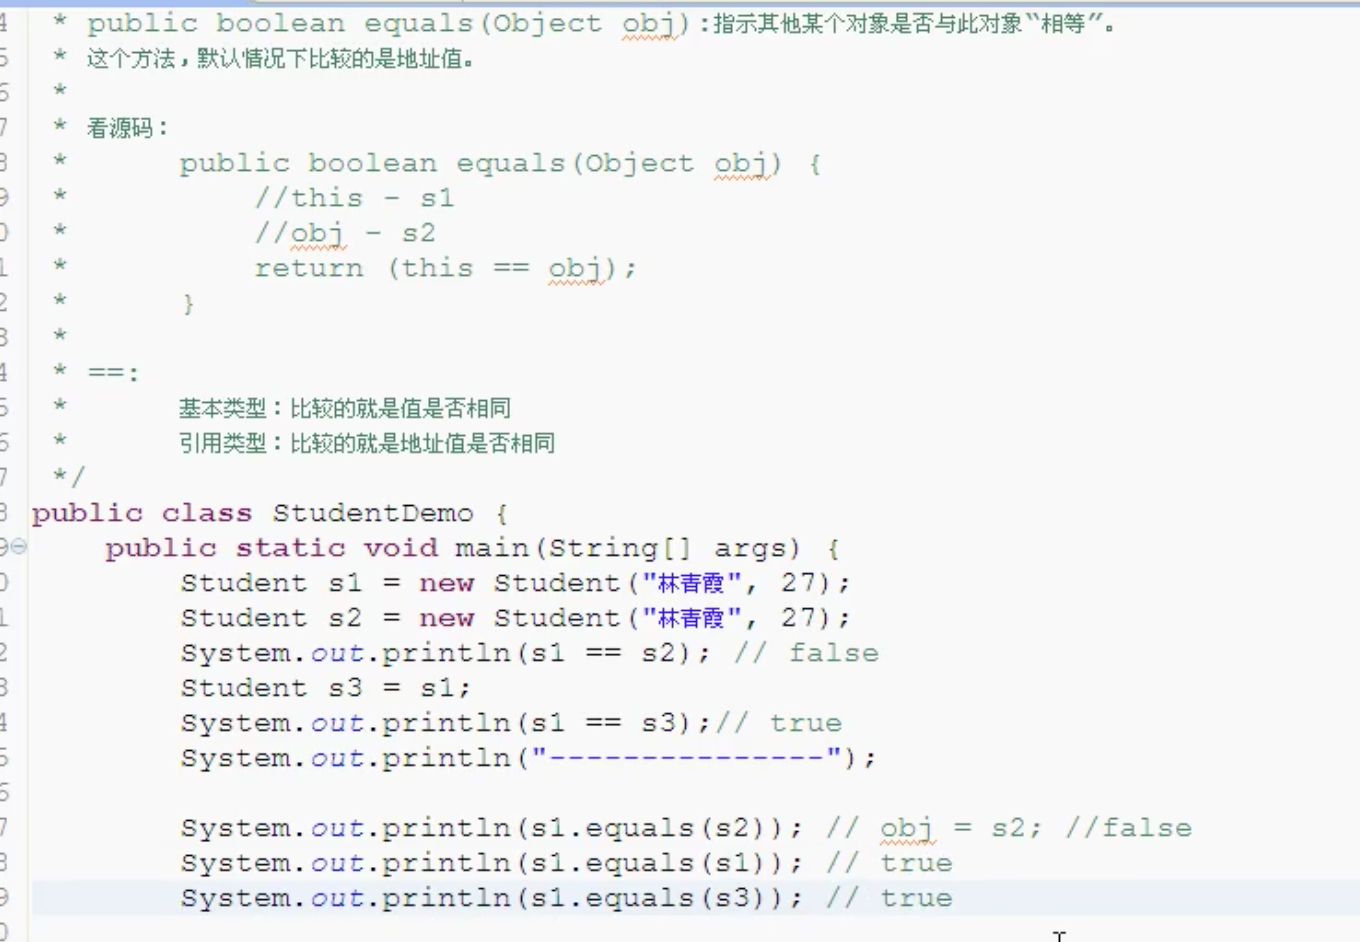 4 * public boolean equals(Object obj):指示其他某个对象是否与此对象“相等”。
5 * 这个方法，默认情况下比较的是地址值。
6 *
7 * 看源码：
8 * public boolean equals(Object obj) {
9 * //this - s1
0 * //obj - s2
1 * return (this == obj);
2 * }
3 *
4 * ==:
5 * 基本类型：比较的就是值是否相同
6 * 引用类型：比较的就是地址值是否相同
7 */
8 public class StudentDemo {
9 public static void main(String[] args) {
0 Student s1 = new Student("林青霞", 27);
1 Student s2 = new Student("林青霞", 27);
2 System.out.println(s1 == s2); // false
3 Student s3 = s1;
4 System.out.println(s1 == s3);// true
5 System.out.println("---------------");
6
7 System.out.println(s1.equals(s2)); // obj = s2; //false
8 System.out.println(s1.equals(s1)); // true
9 System.out.println(s1.equals(s3)); // true
0